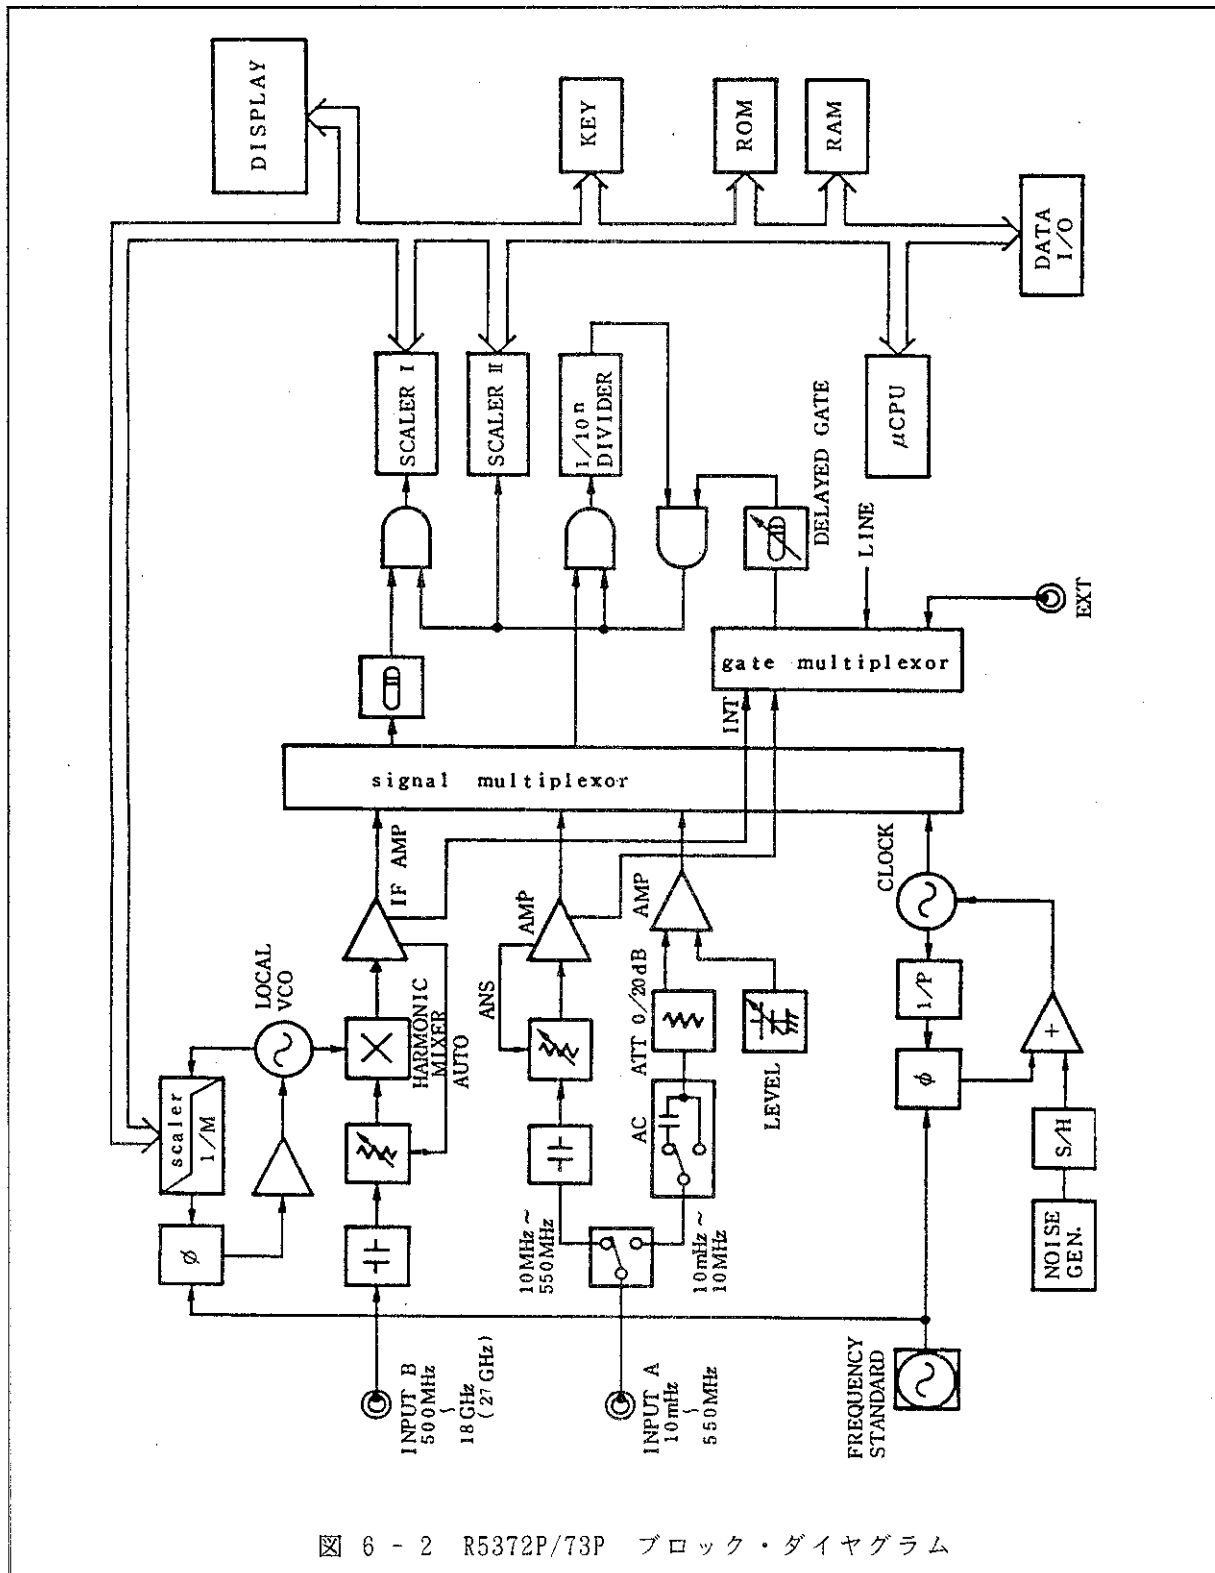 INPUT B
500MHz
~
18GHz
(27 GHz)
INPUT A
10mHz
~
550MHz
FREQUENCY
STANDARD
φ
scaler
1/M
LOCAL
VCO
HARMONIC
MIXER
AUTO
IF AMP
10MHz~
550MHz
ANS
AMP
10mHz~
10MHz
AC
ATT 0/20dB
AMP
LEVEL
NOISE
GEN.
S/H
+
φ
1/P
CLOCK
signal multiplexor
INT
gate multiplexor
EXT
LINE
DELAYED GATE
SCALER I
SCALER II
1/10n
DIVIDER
μCPU
DISPLAY
KEY
ROM
RAM
DATA
I/O
図 6 - 2 R5372P/73P ブロック・ダイヤグラム